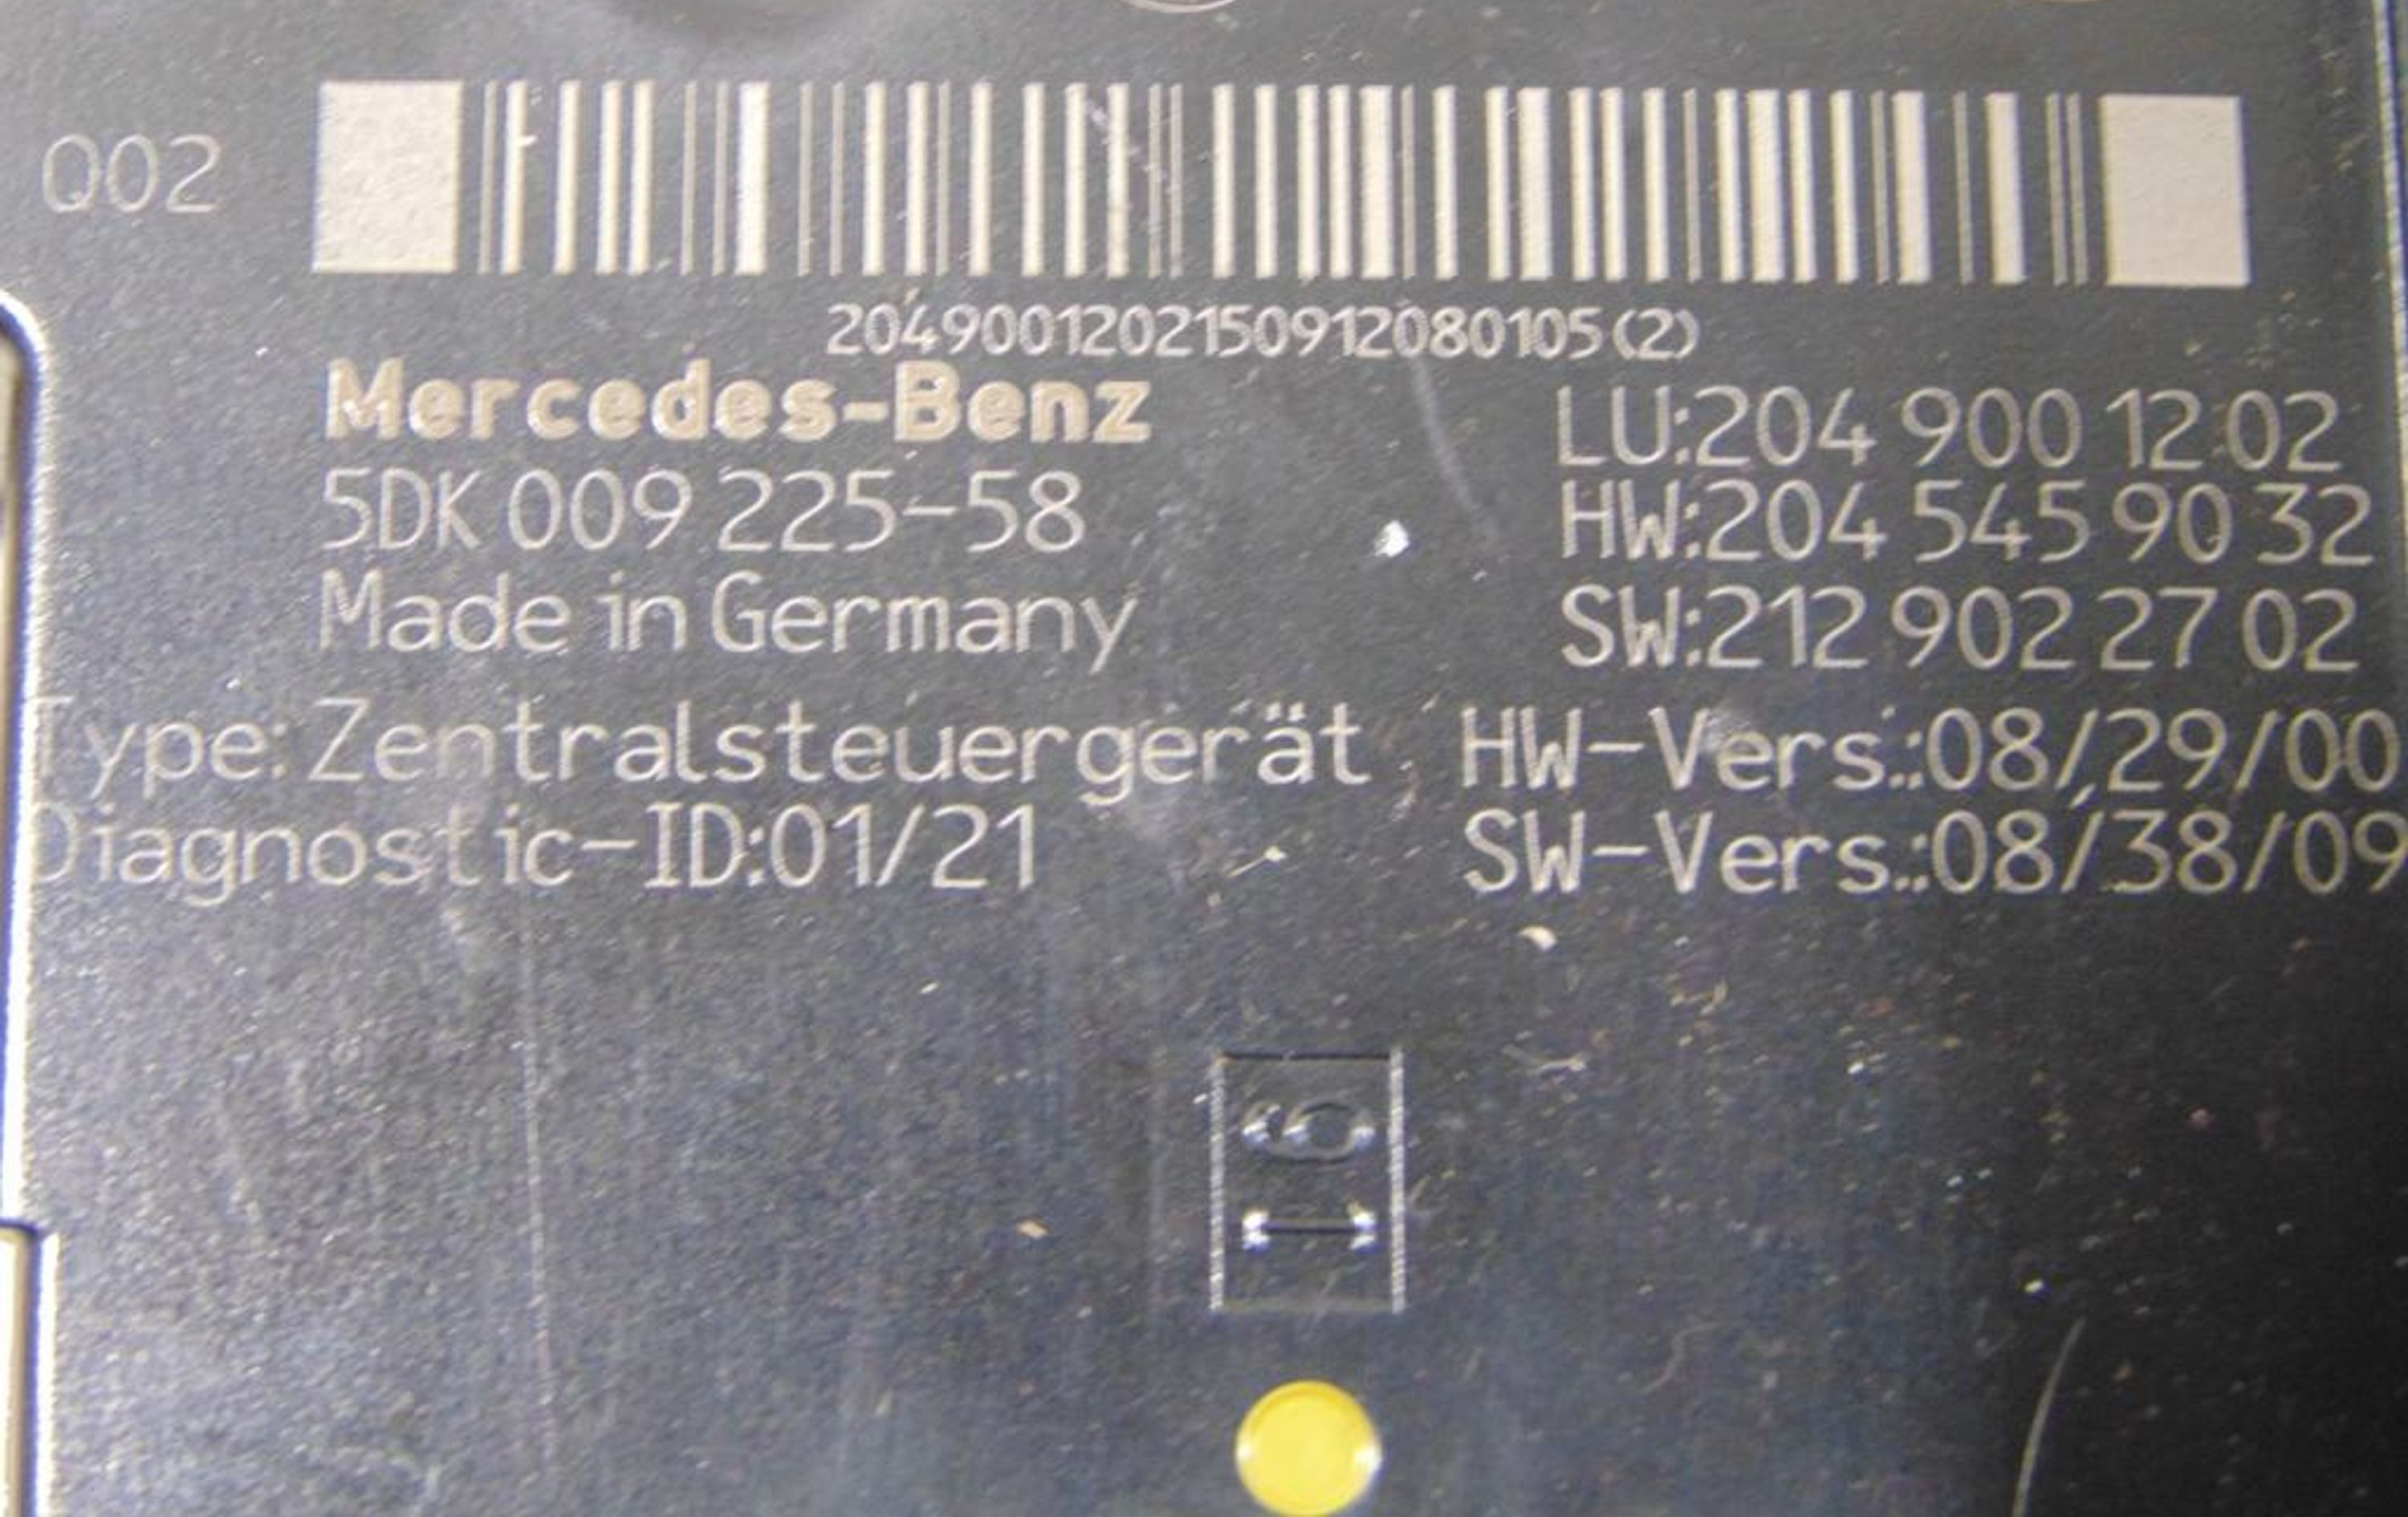 Q02
2049001202150912080105(2)
Mercedes-Benz
LU:204 900 12 02
5DK 009 225-58
HW:204 545 90 32
Made in Germany
SW:212 902 27 02
Type: Zentralsteuergerät
HW-Vers.:08/29/00
Diagnostic-ID:01/21
SW-Vers.:08/38/09